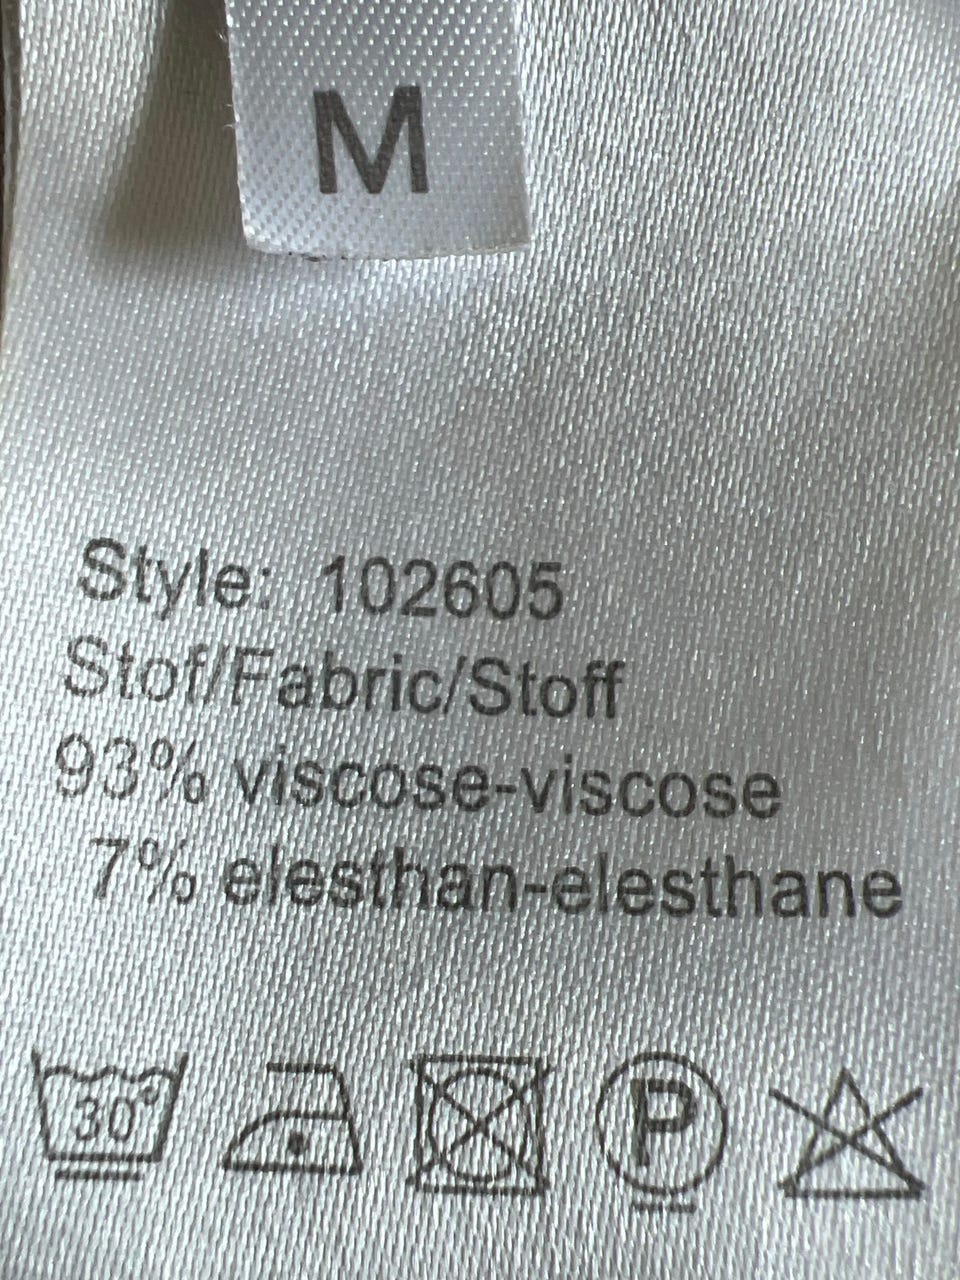 M
Style: 102605
Stof/Fabric/Stoff
93% viscose-viscose
7% elesthan-elesthane
30° P